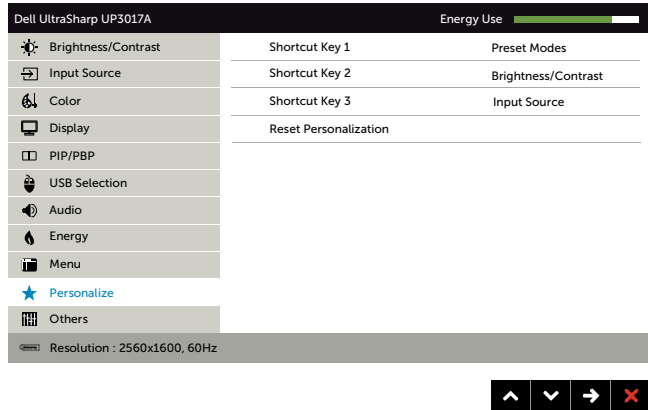 Dell UltraSharp UP3017A Energy Use
Brightness/Contrast Shortcut Key 1 Preset Modes
Input Source Shortcut Key 2 Brightness/Contrast
Color Shortcut Key 3 Input Source
Display Reset Personalization
PIP/PBP
USB Selection
Audio
Energy
Menu
Personalize
Others
Resolution : 2560x1600, 60Hz